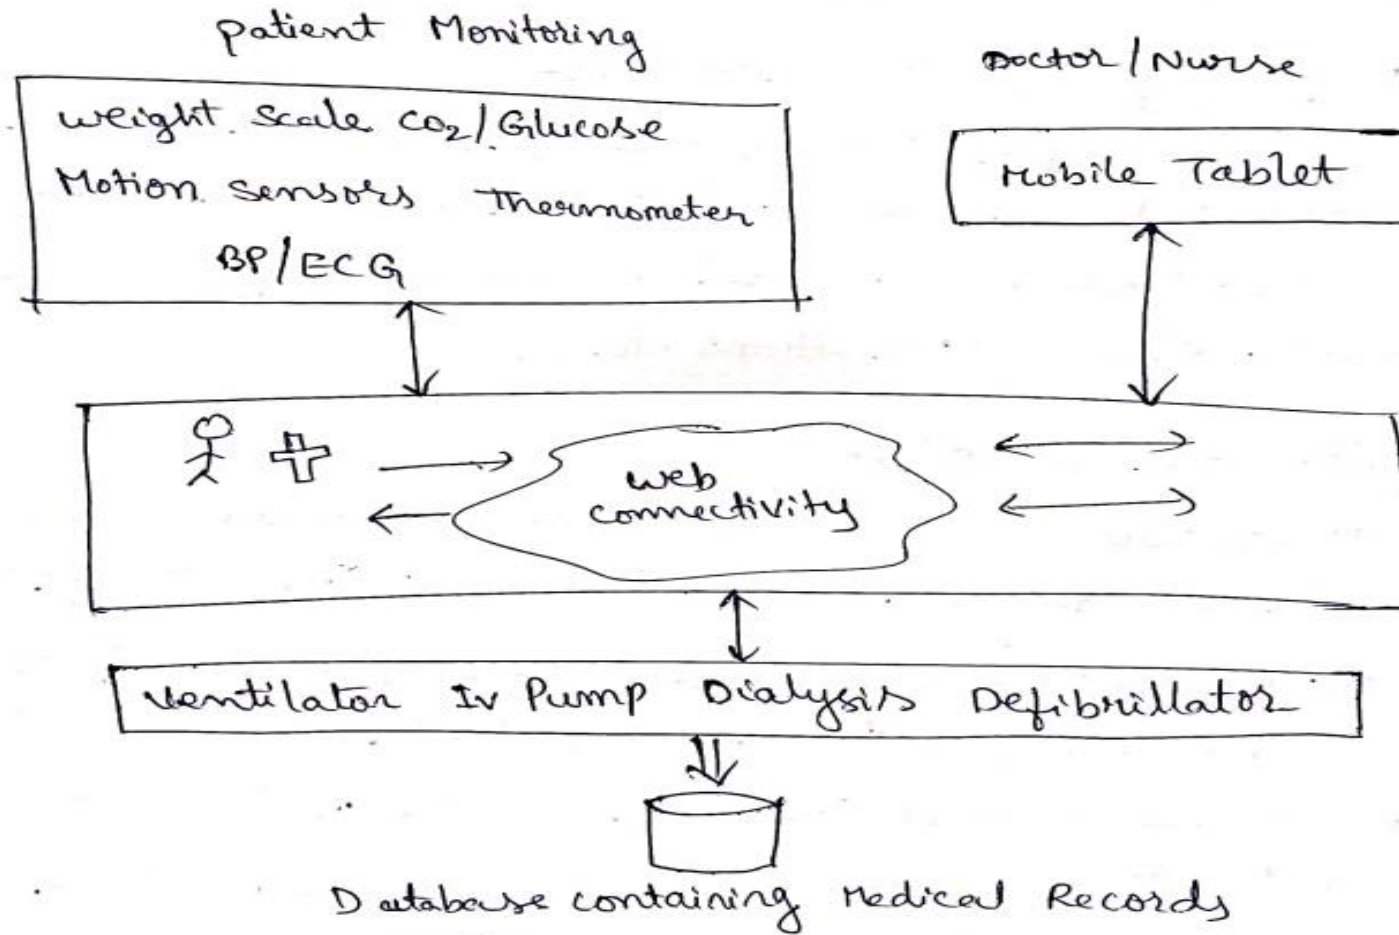 Patient Monitoring
Doctor/Nurse
Weight Scale CO₂/Glucose
Motion Sensors Thermometer
BP/ECG
Mobile Tablet
Web
connectivity
Ventilator IV Pump Dialysis Defibrillator
Database containing Medical Records